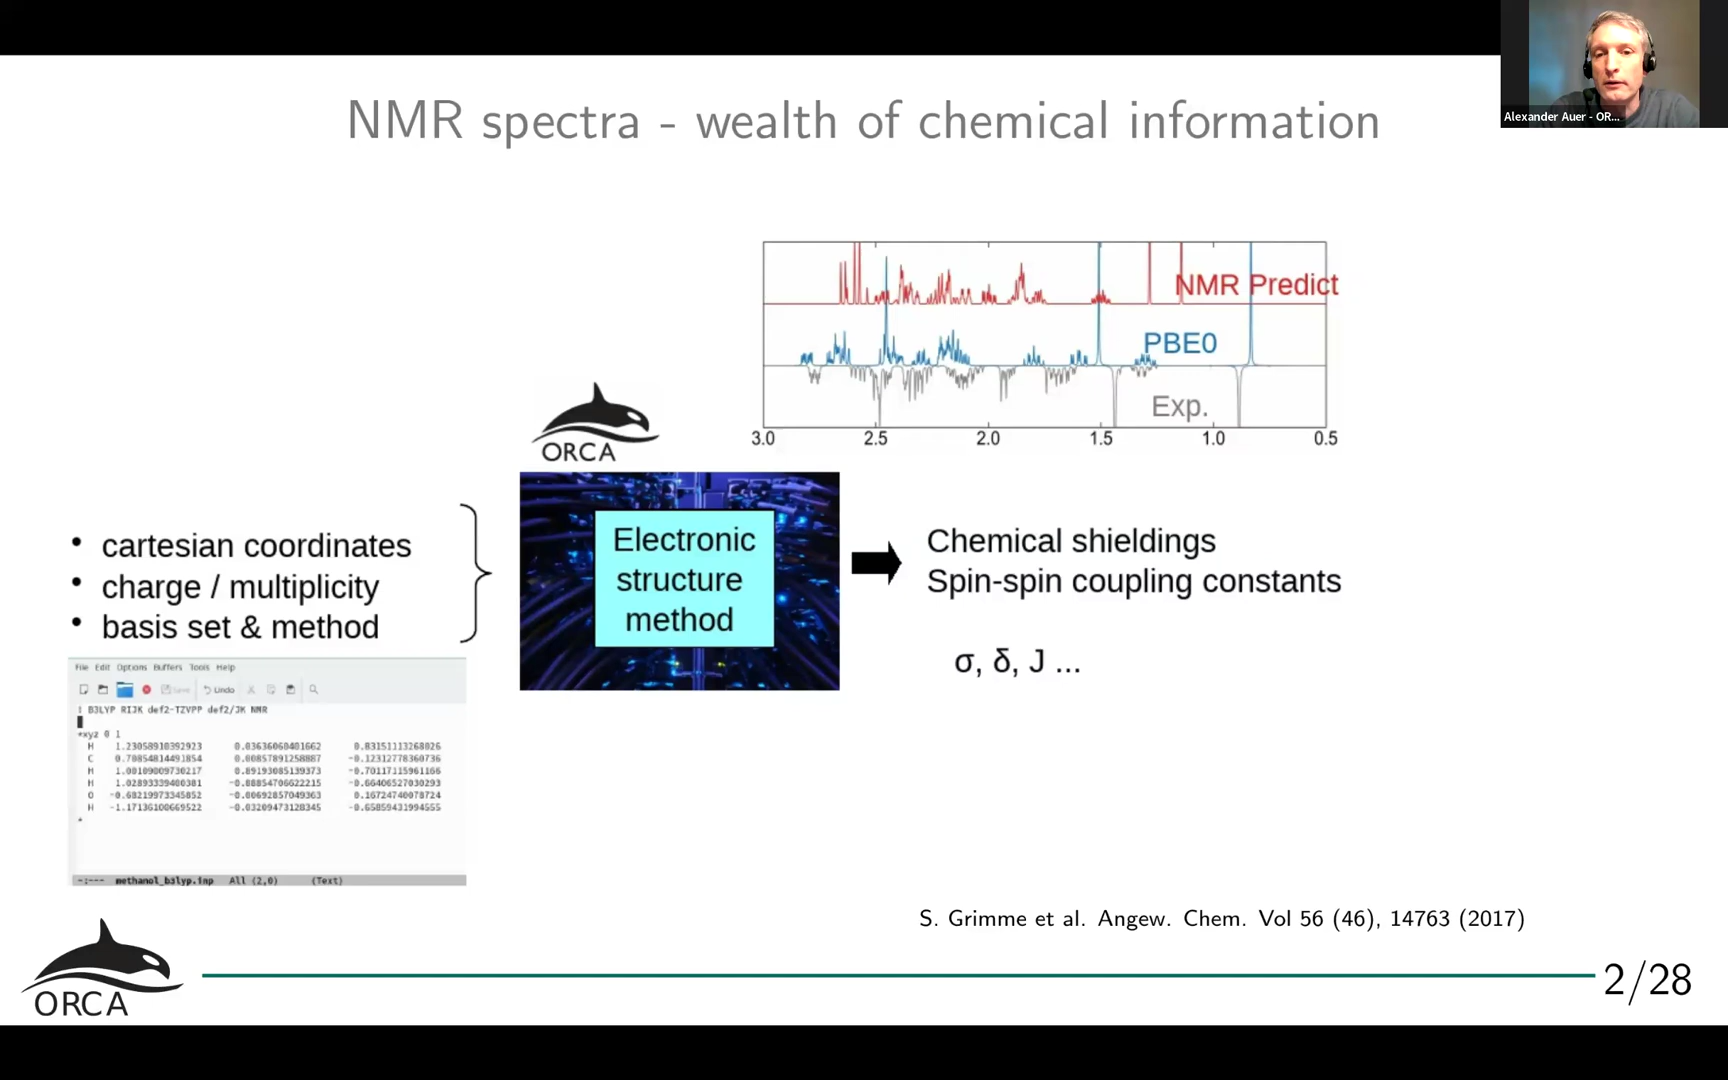 Alexander Auer - OR...
NMR spectra - wealth of chemical information
NMR Predict
PBE0
Exp.
3.0 2.5 2.0 1.5 1.0 0.5
ORCA
• cartesian coordinates
• charge / multiplicity
• basis set & method
Electronic
structure
method
Chemical shieldings
Spin-spin coupling constants
σ, δ, J ...
File Edit Options Buffers Tools Help
Save Undo
! B3LYP RIJK def2-TZVPP def2/JK NMR
*xyz 0 1
H 1.23058910392923 0.03636060401662 0.83151113268026
C 0.70854814491854 0.00857891258887 -0.12312778360736
H 1.00109009730217 0.89193085139373 -0.70117115961166
H 1.02893339400381 -0.88854706622215 -0.66406527030293
O -0.68219973345852 -0.00692857049363 0.16724740078724
H -1.17136100669522 -0.03209473128345 -0.65859431994555
*
-:--- methanol_b3lyp.inp All (2,0) (Text)
S. Grimme et al. Angew. Chem. Vol 56 (46), 14763 (2017)
ORCA
2/28